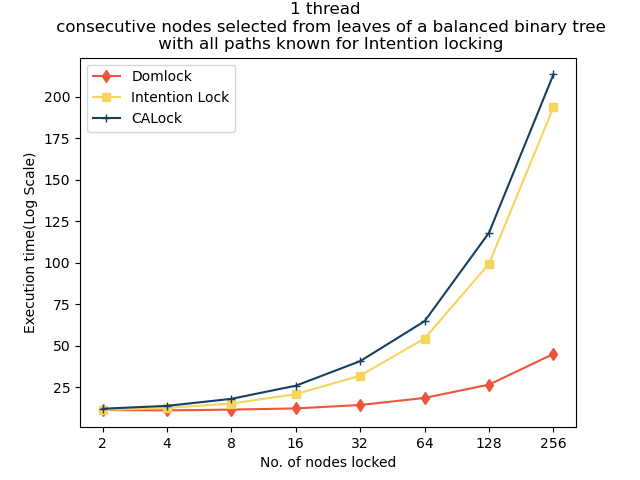 1 thread
consecutive nodes selected from leaves of a balanced binary tree
with all paths known for Intention locking
Domlock
Intention Lock
CALock
200
175
150
125
100
75
50
25
Execution time(Log Scale)
2 4 8 16 32 64 128 256
No. of nodes locked